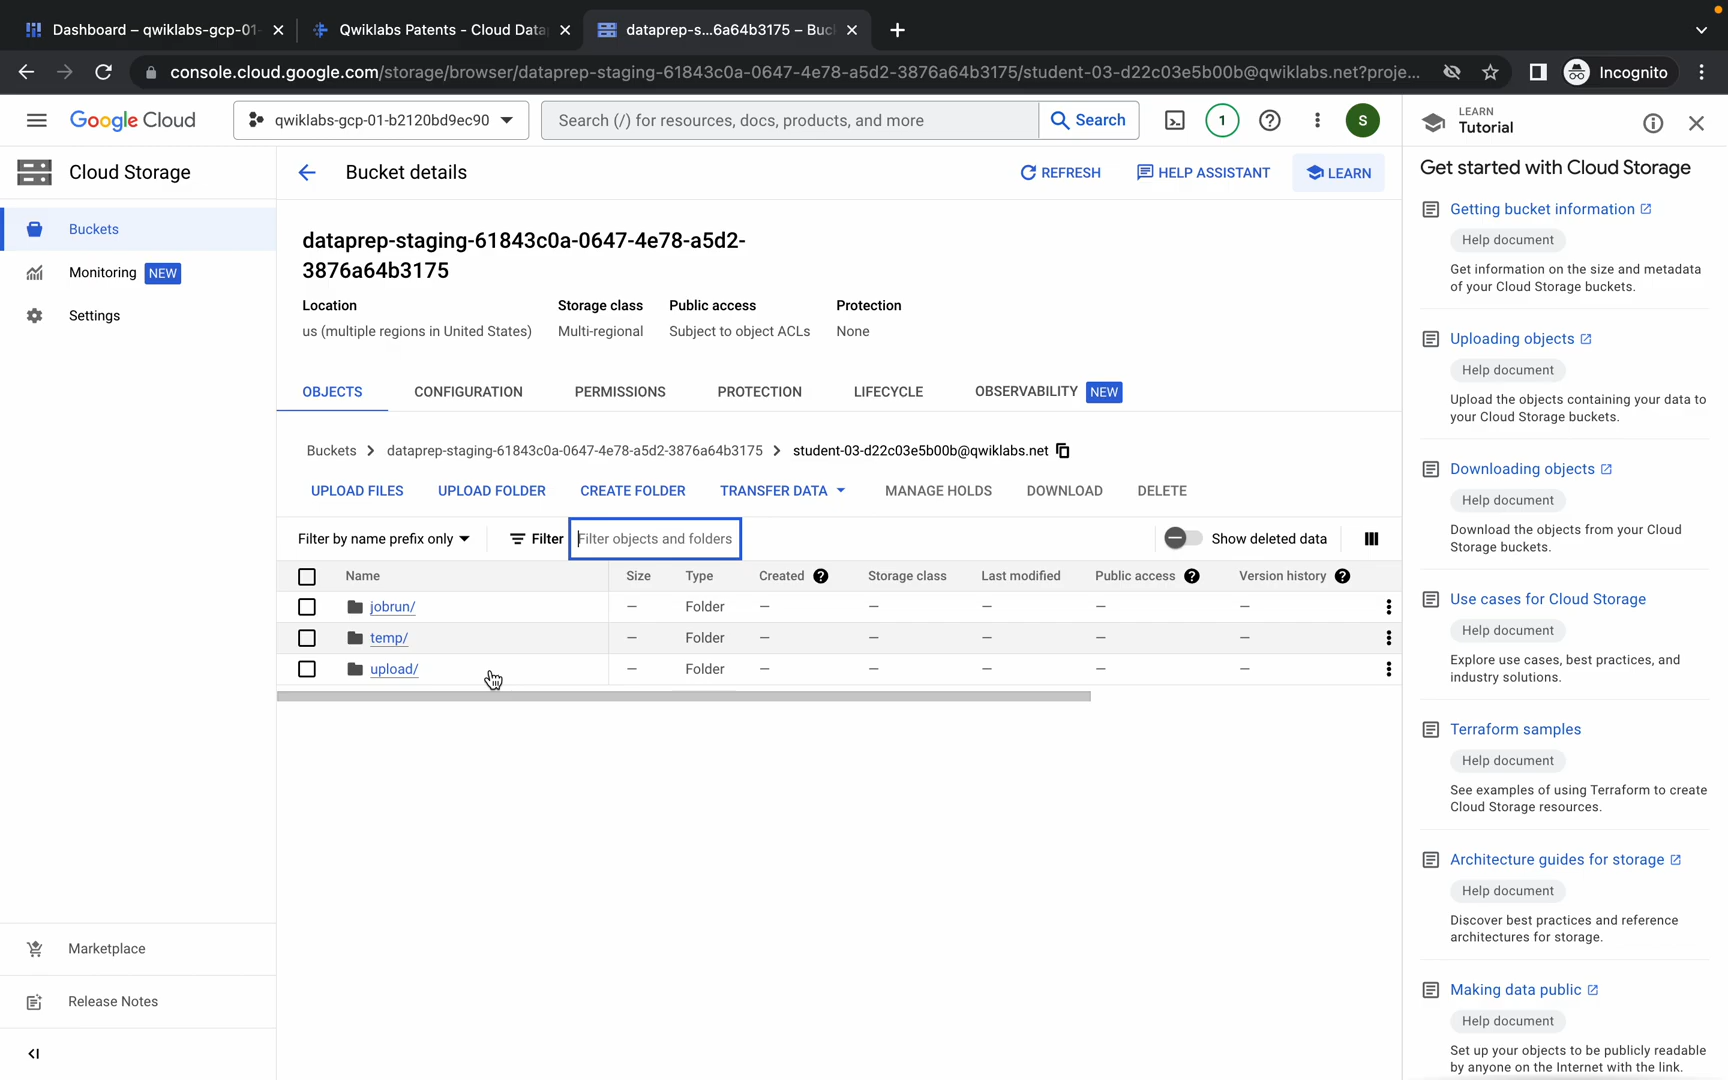 Dashboard – qwiklabs-gcp-01-
Qwiklabs Patents - Cloud Data
dataprep-s...6a64b3175 – Buc
console.cloud.google.com/storage/browser/dataprep-staging-61843c0a-0647-4e78-a5d2-3876a64b3175/student-03-d22c03e5b00b@qwiklabs.net?proje...
Incognito
Google Cloud
qwiklabs-gcp-01-b2120bd9ec90
Search (/) for resources, docs, products, and more
Search
1
S
LEARN
Tutorial
Cloud Storage
Bucket details
REFRESH
HELP ASSISTANT
LEARN
Buckets
Monitoring NEW
Settings
Marketplace
Release Notes
dataprep-staging-61843c0a-0647-4e78-a5d2-
3876a64b3175
Location Storage class Public access Protection
us (multiple regions in United States) Multi-regional Subject to object ACLs None
OBJECTS CONFIGURATION PERMISSIONS PROTECTION LIFECYCLE OBSERVABILITY NEW
Buckets > dataprep-staging-61843c0a-0647-4e78-a5d2-3876a64b3175 > student-03-d22c03e5b00b@qwiklabs.net
UPLOAD FILES UPLOAD FOLDER CREATE FOLDER TRANSFER DATA MANAGE HOLDS DOWNLOAD DELETE
Filter by name prefix only Filter Filter objects and folders Show deleted data
Name Size Type Created Storage class Last modified Public access Version history
jobrun/ — Folder — — — — —
temp/ — Folder — — — — —
upload/ — Folder — — — — —
Get started with Cloud Storage
Getting bucket information
Help document
Get information on the size and metadata
of your Cloud Storage buckets.
Uploading objects
Help document
Upload the objects containing your data to
your Cloud Storage buckets.
Downloading objects
Help document
Download the objects from your Cloud
Storage buckets.
Use cases for Cloud Storage
Help document
Explore use cases, best practices, and
industry solutions.
Terraform samples
Help document
See examples of using Terraform to create
Cloud Storage resources.
Architecture guides for storage
Help document
Discover best practices and reference
architectures for storage.
Making data public
Help document
Set up your objects to be publicly readable
by anyone on the Internet with the link.